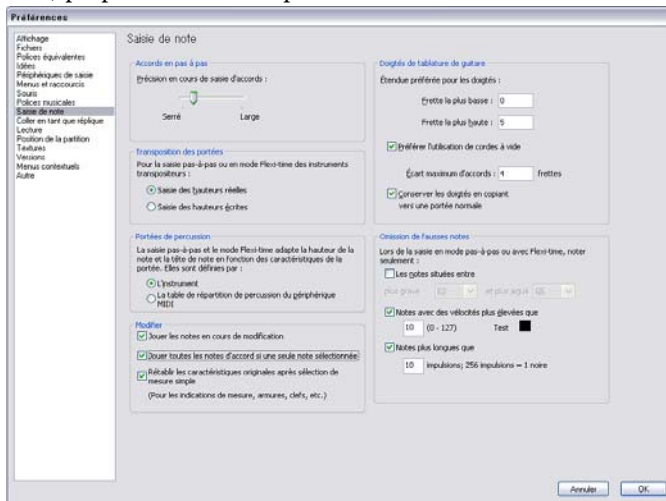 Préférences
Affichage
Fichiers
Polices équivalentes
Idées
Périphériques de saisie
Menus et raccourcis
Souris
Polices musicales
Saisie de note
Coller en tant que réplique
Lecture
Position de la partition
Textures
Versions
Menus contextuels
Autre
Saisie de note
Accords en pas à pas
Précision en cours de saisie d'accords :
Serré Large
Transposition des portées
Pour la saisie pas-à-pas ou en mode Flexi-time des instruments
transpositeurs :
Saisie des hauteurs réelles
Saisie des hauteurs écrites
Portées de percussion
La saisie pas-à-pas et le mode Flexi-time adapte la hauteur de la
note et la tête de note en fonction des caractéristiques de la
portée. Elles sont définies par :
L'instrument
La table de répartition de percussion du périphérique
MIDI
Modifier
Jouer les notes en cours de modification
Jouer toutes les notes d'accord si une seule note sélectionnée
Rétablir les caractéristiques originales après sélection de
mesure simple
(Pour les indications de mesure, armures, clefs, etc.)
Doigtés de tablature de guitare
Étendue préférée pour les doigtés :
Frette la plus basse : 0
Frette la plus haute : 5
Préférer l'utilisation de cordes à vide
Écart maximum d'accords : 4 frettes
Conserver les doigtés en copiant
vers une portée normale
Omission de fausses notes
Lors de la saisie en mode pas-à-pas ou avec Flexi-time, noter
seulement :
Les notes situées entre
plus grave et plus aigue
Notes avec des vélocités plus élevées que
10 (0 - 127) Test
Notes plus longues que
10 impulsions; 256 impulsions = 1 noire
Annuler OK